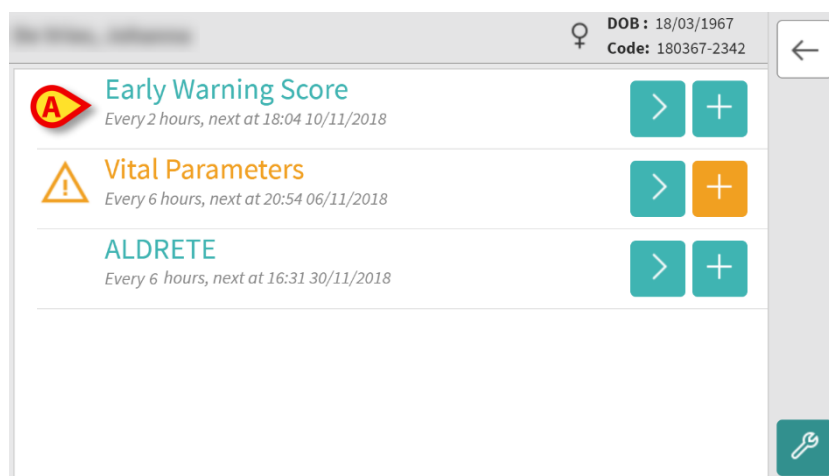 DOB : 18/03/1967
Code: 180367-2342
A
Early Warning Score
Every 2 hours, next at 18:04 10/11/2018
Vital Parameters
Every 6 hours, next at 20:54 06/11/2018
ALDRETE
Every 6 hours, next at 16:31 30/11/2018